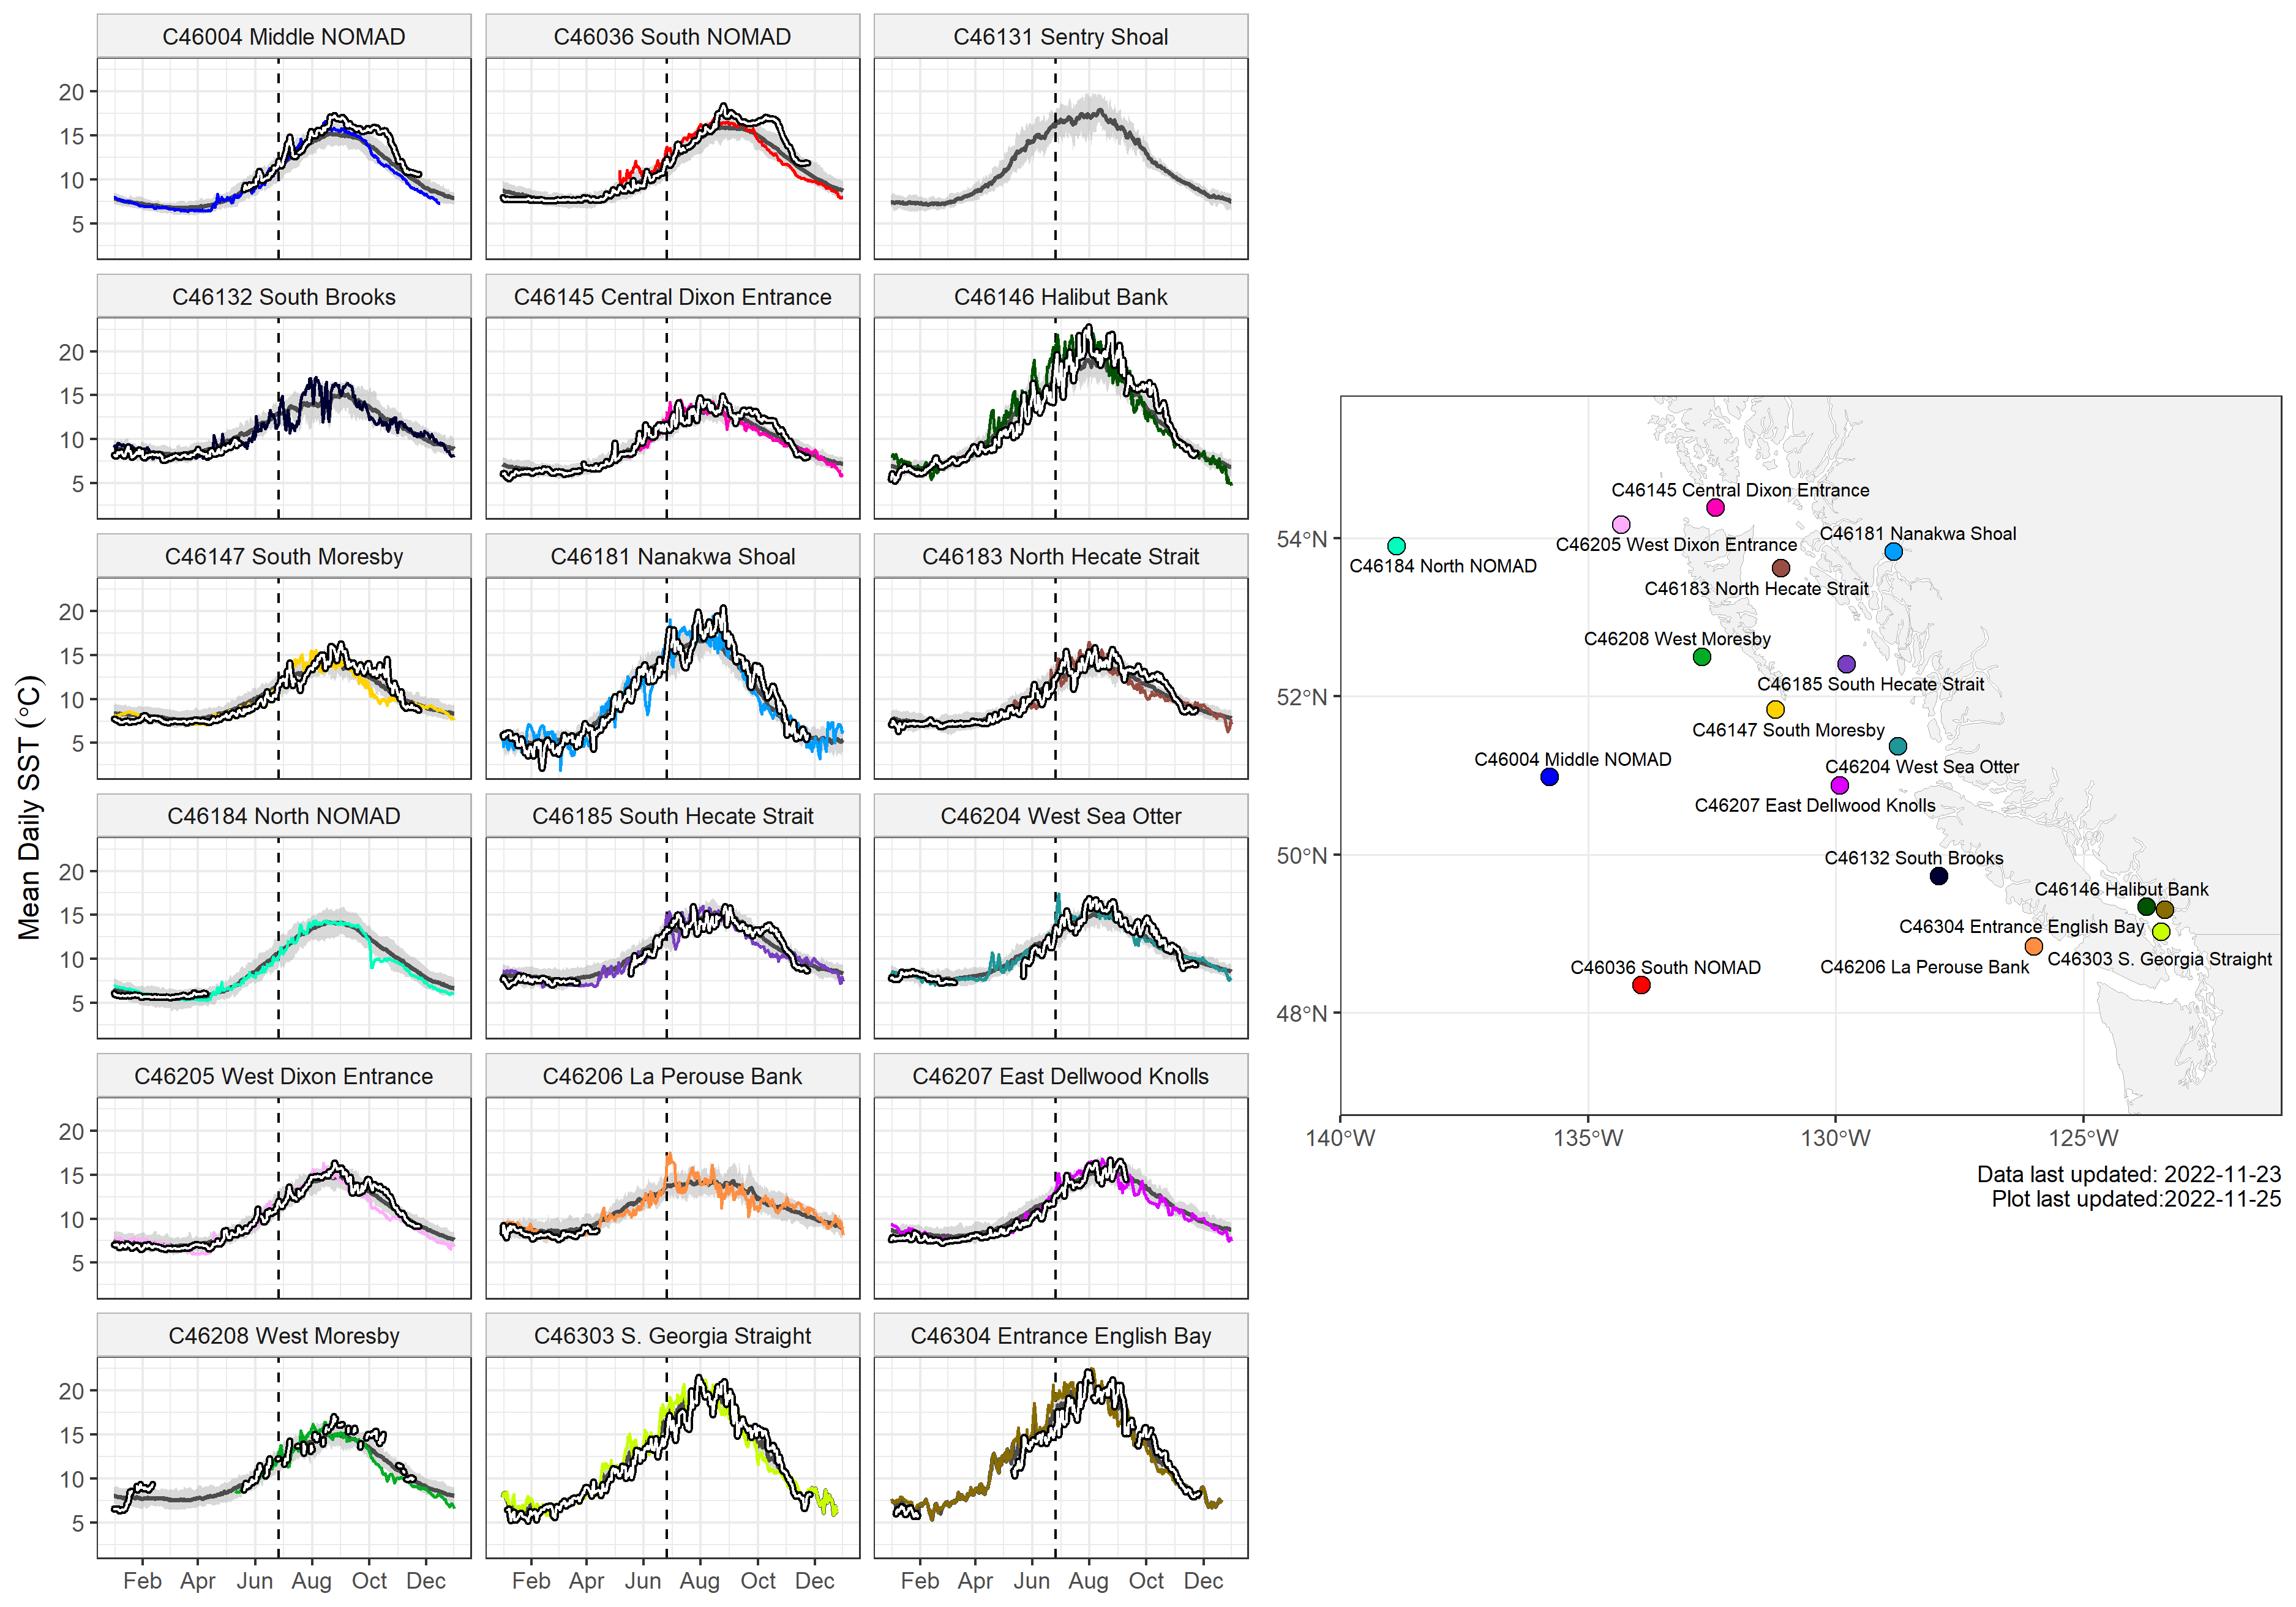 C46004 Middle NOMAD
C46036 South NOMAD
C46131 Sentry Shoal
20
15
10
5
C46132 South Brooks
C46145 Central Dixon Entrance
C46146 Halibut Bank
20
15
10
5
C46147 South Moresby
C46181 Nanakwa Shoal
C46183 North Hecate Strait
20
15
10
5
C46184 North NOMAD
C46185 South Hecate Strait
C46204 West Sea Otter
20
15
10
5
C46205 West Dixon Entrance
C46206 La Perouse Bank
C46207 East Dellwood Knolls
20
15
10
5
C46208 West Moresby
C46303 S. Georgia Straight
C46304 Entrance English Bay
20
15
10
5
Feb Apr Jun Aug Oct Dec
Feb Apr Jun Aug Oct Dec
Feb Apr Jun Aug Oct Dec
Mean Daily SST (°C)
C46145 Central Dixon Entrance
C46181 Nanakwa Shoal
C46205 West Dixon Entrance
C46184 North NOMAD
C46183 North Hecate Strait
C46208 West Moresby
C46185 South Hecate Strait
C46147 South Moresby
C46004 Middle NOMAD
C46204 West Sea Otter
C46207 East Dellwood Knolls
C46132 South Brooks
C46146 Halibut Bank
C46304 Entrance English Bay
C46303 S. Georgia Straight
C46206 La Perouse Bank
C46036 South NOMAD
54°N
52°N
50°N
48°N
140°W 135°W 130°W 125°W
Data last updated: 2022-11-23
Plot last updated:2022-11-25